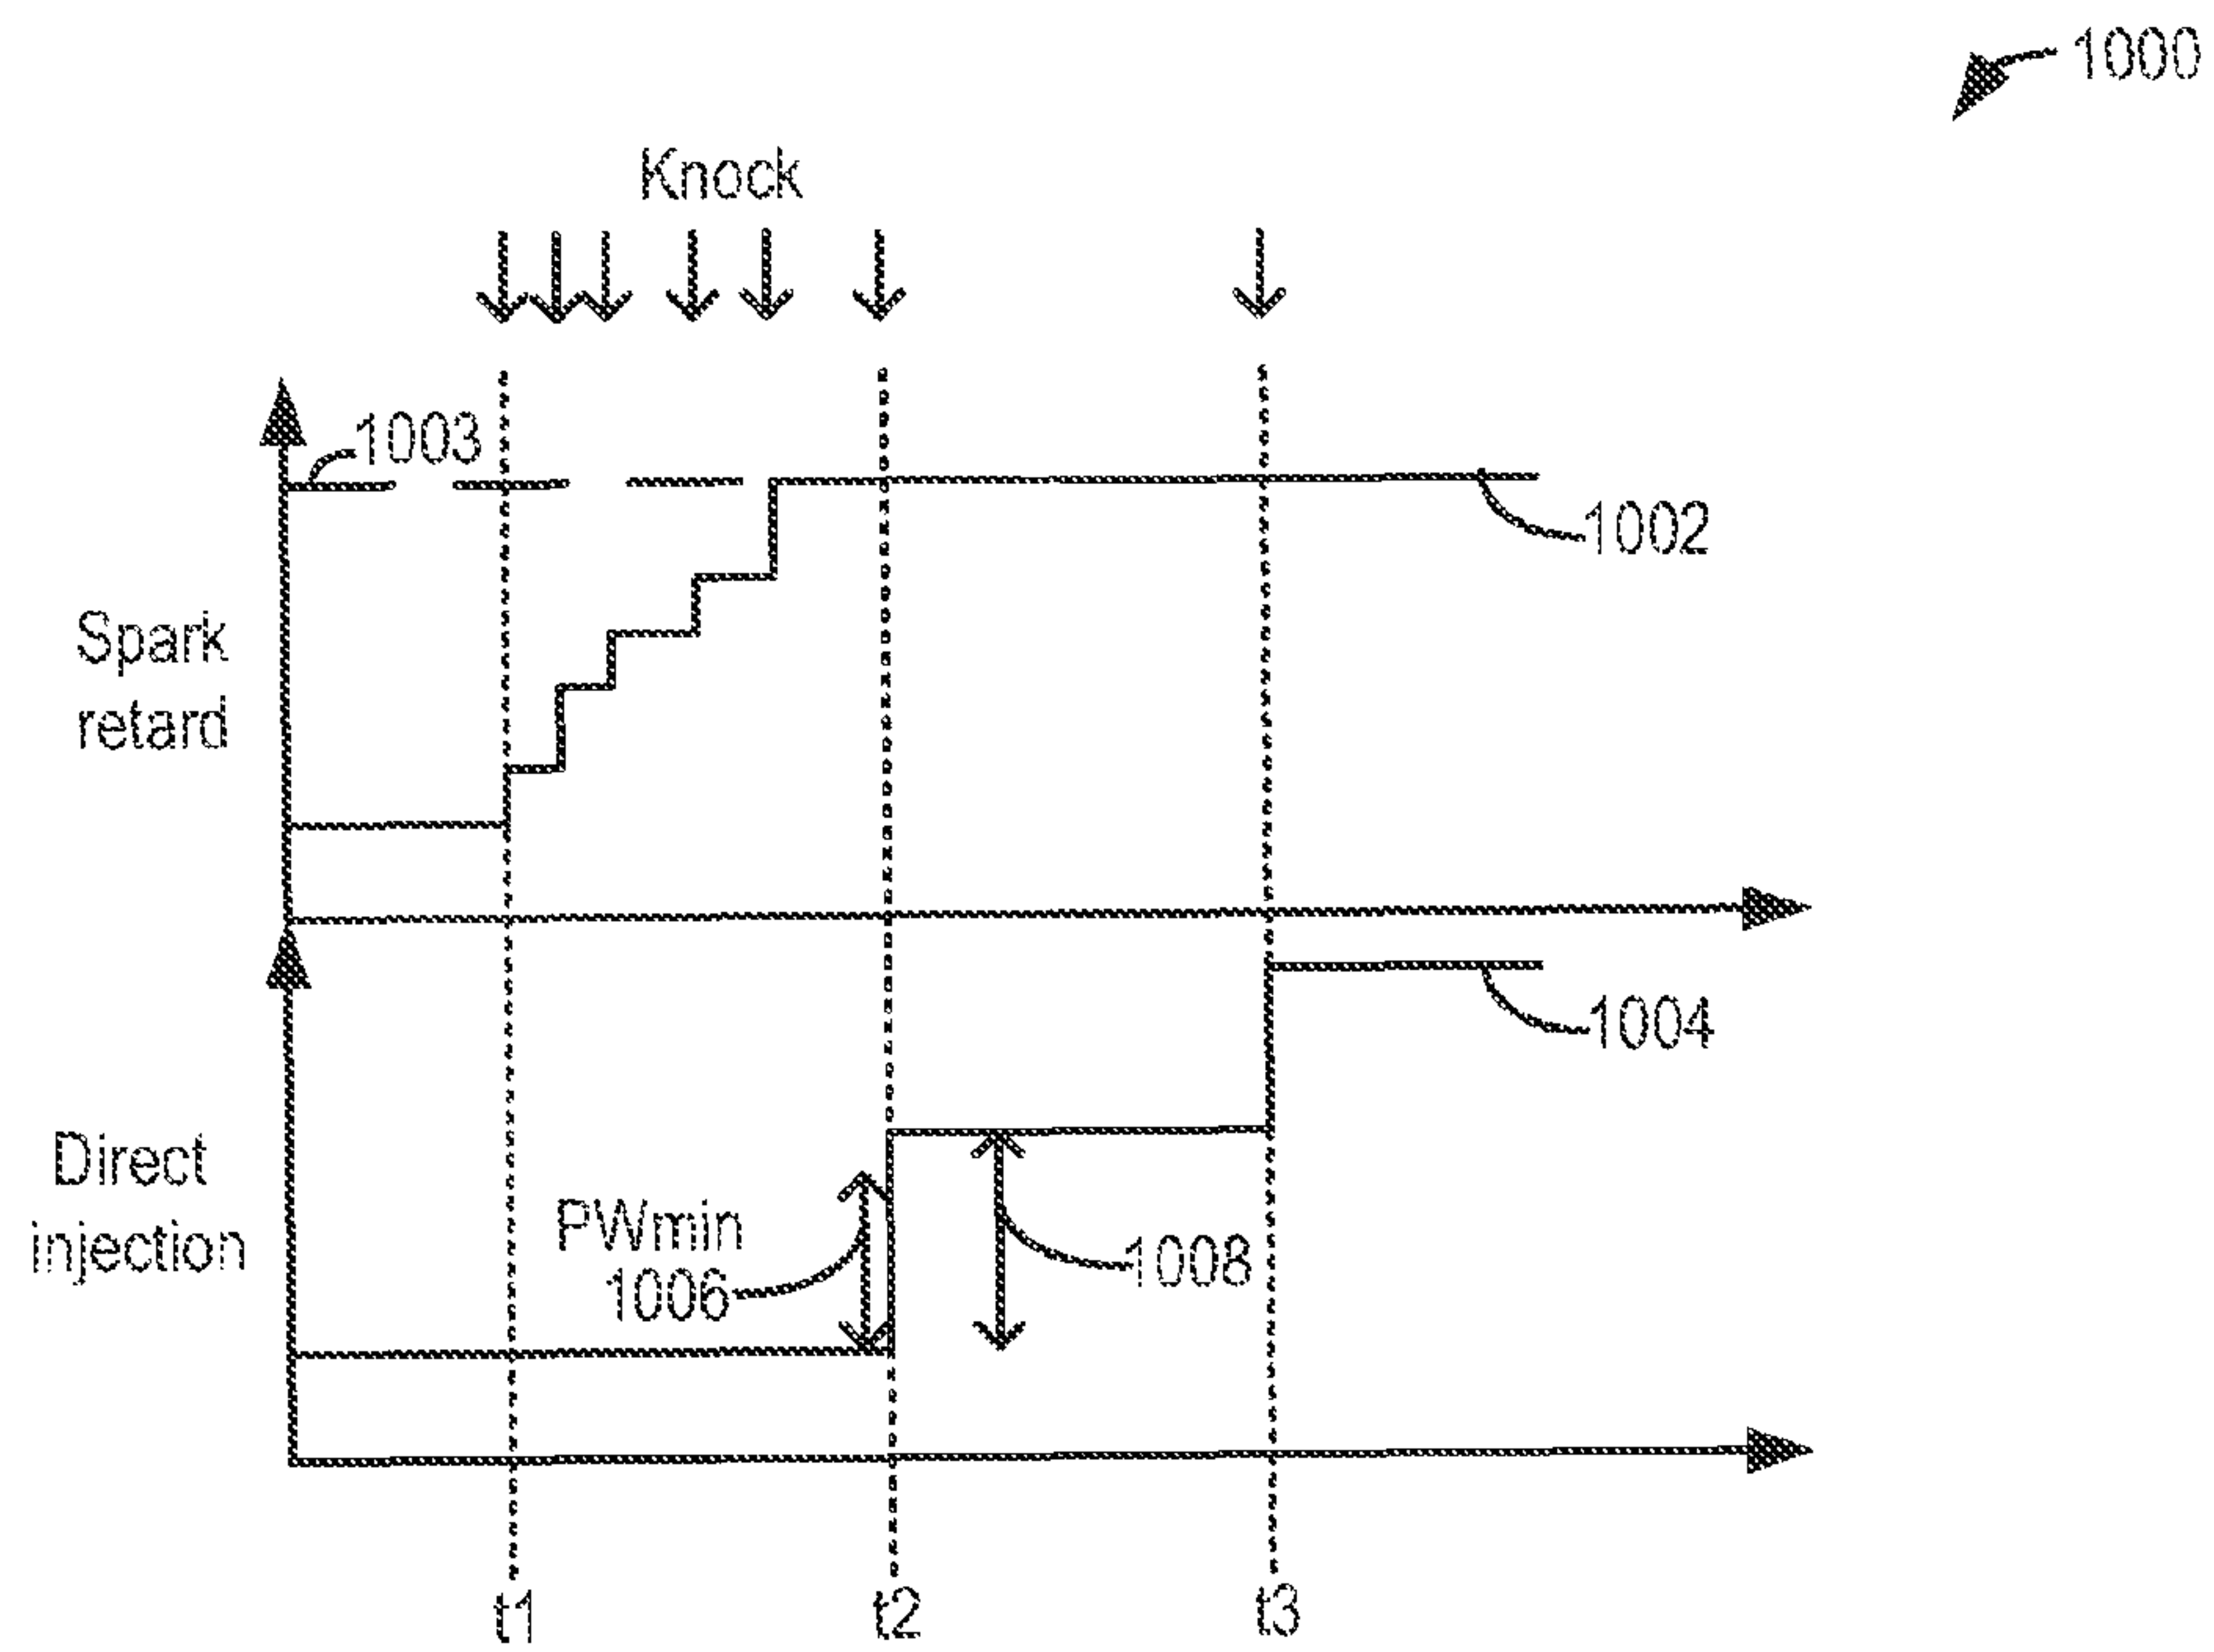 1000
Knock
1003
1002
Spark
retard
1004
Direct
injection
PWmin
1006
1008
t1
t2
t3